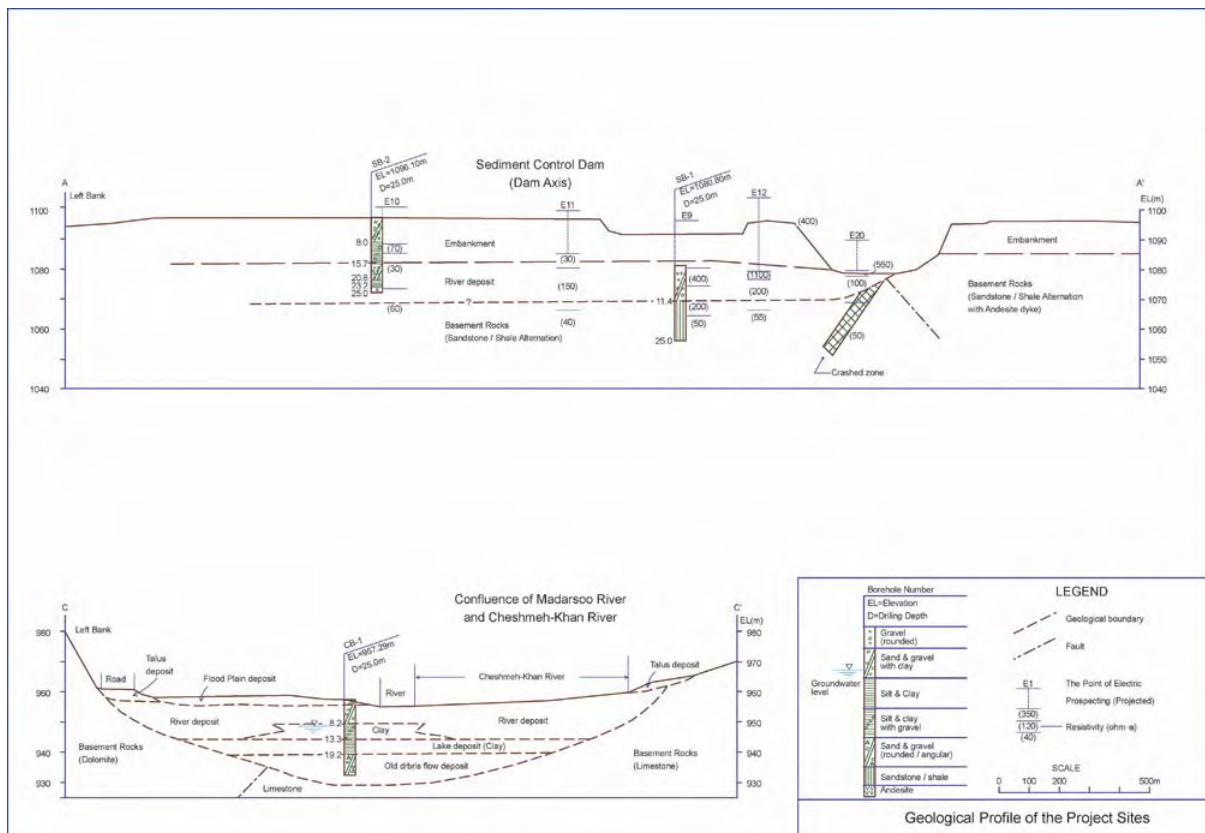 Sediment Control Dam
(Dam Axis)
A
Left Bank
SB-2
EL=1096.10m
D=25.0m
E10
E11
SB-1
EL=1080.80m
D=25.0m
E9
E12
E20
A'
EL(m)
1100
1080
1060
1040
8.0
15.7
20.8
23.2
25.0
(70)
(30)
(60)
Embankment
River deposit
?
Basement Rocks
(Sandstone / Shale Alternation)
(30)
(150)
(40)
11.4
25.0
(400)
(200)
(50)
(1100)
(200)
(55)
(400)
(550)
(100)
(50)
Crashed zone
Embankment
Basement Rocks
(Sandstone / Shale Alternation
with Andesite dyke)
1100
1090
1080
1070
1060
1050
1040
Confluence of Madarsoo River
and Cheshmeh-Khan River
C
Left Bank
CB-1
EL=957.29m
D=25.0m
C'
EL(m)
980
960
950
940
930
Road
Talus
deposit
Flood Plain deposit
River
Cheshmeh-Khan River
Talus deposit
River deposit
8.2
13.3
19.2
Clay
River deposit
Lake deposit (Clay)
Old drbris flow deposit
Basement Rocks
(Dolomite)
Limestone
Basement Rocks
(Limestone)
980
970
960
950
940
930
Borehole Number
EL=Elevation
D=Driling Depth
Gravel
(rounded)
Sand & gravel
with clay
Groundwater
level
Silt & Clay
Silt & clay
with gravel
Sand & gravel
(rounded / angular)
Sandstone / shale
Andesite
LEGEND
Geological boundary
Fault
E1
The Point of Electric
Prospecting (Projected)
(350)
(120)
(40)
Resistivity (ohm-a)
SCALE
0 100 200 500m
Geological Profile of the Project Sites